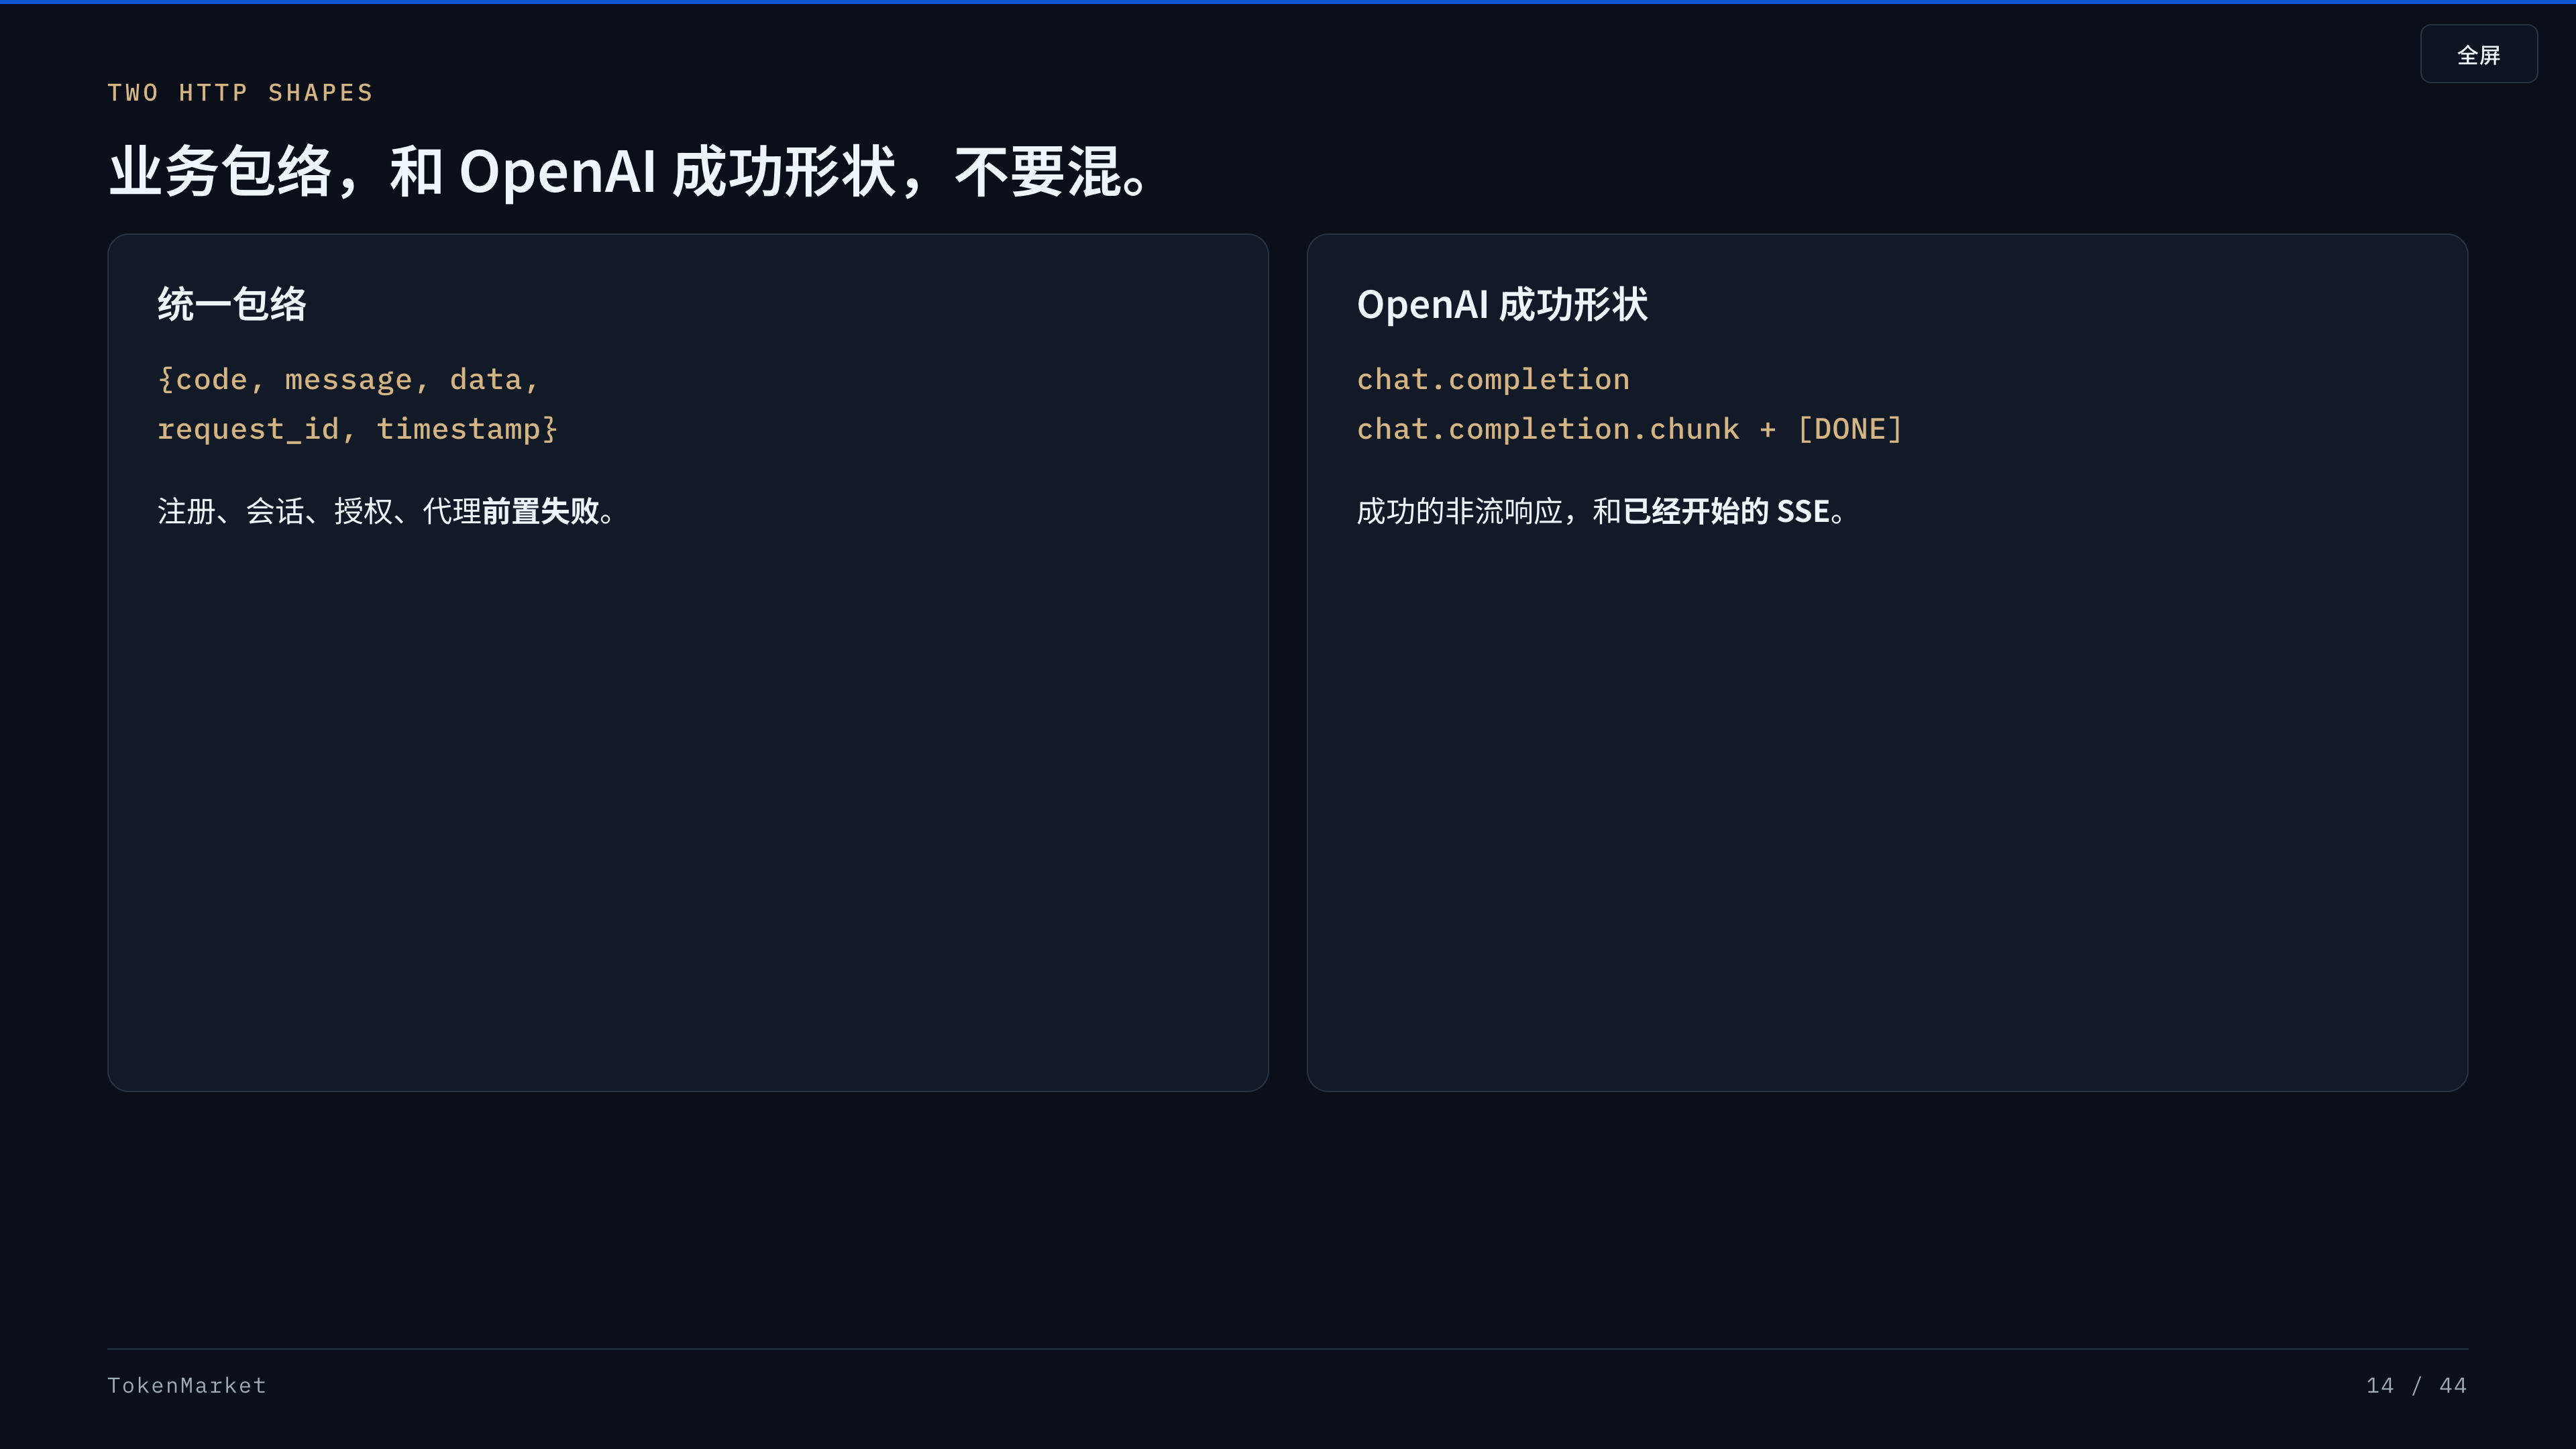 全屏
TWO HTTP SHAPES
业务包络，和 OpenAI 成功形状，不要混。
统一包络
{code, message, data,
request_id, timestamp}
注册、会话、授权、代理前置失败。
OpenAI 成功形状
chat.completion
chat.completion.chunk + [DONE]
成功的非流响应，和已经开始的 SSE。
TokenMarket
14 / 44